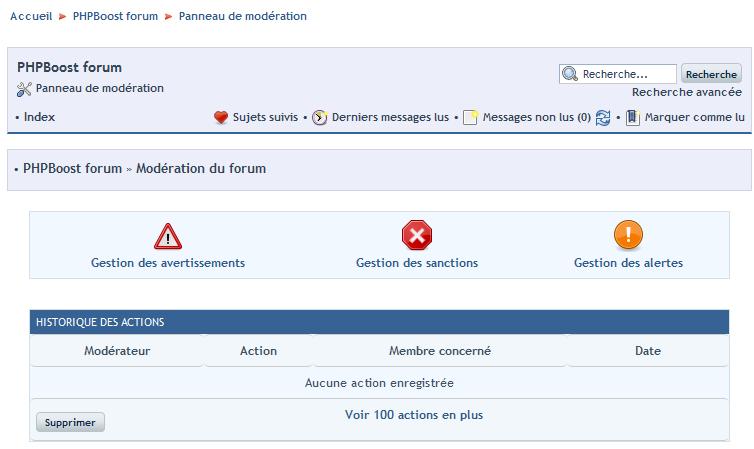 Accueil ► PHPBoost forum ► Panneau de modération
PHPBoost forum
Recherche... Recherche
Panneau de modération
Recherche avancée
• Index Sujets suivis • Derniers messages lus • Messages non lus (0) • Marquer comme lu
• PHPBoost forum » Modération du forum
Gestion des avertissements Gestion des sanctions Gestion des alertes
HISTORIQUE DES ACTIONS
Modérateur Action Membre concerné Date
Aucune action enregistrée
Voir 100 actions en plus
Supprimer